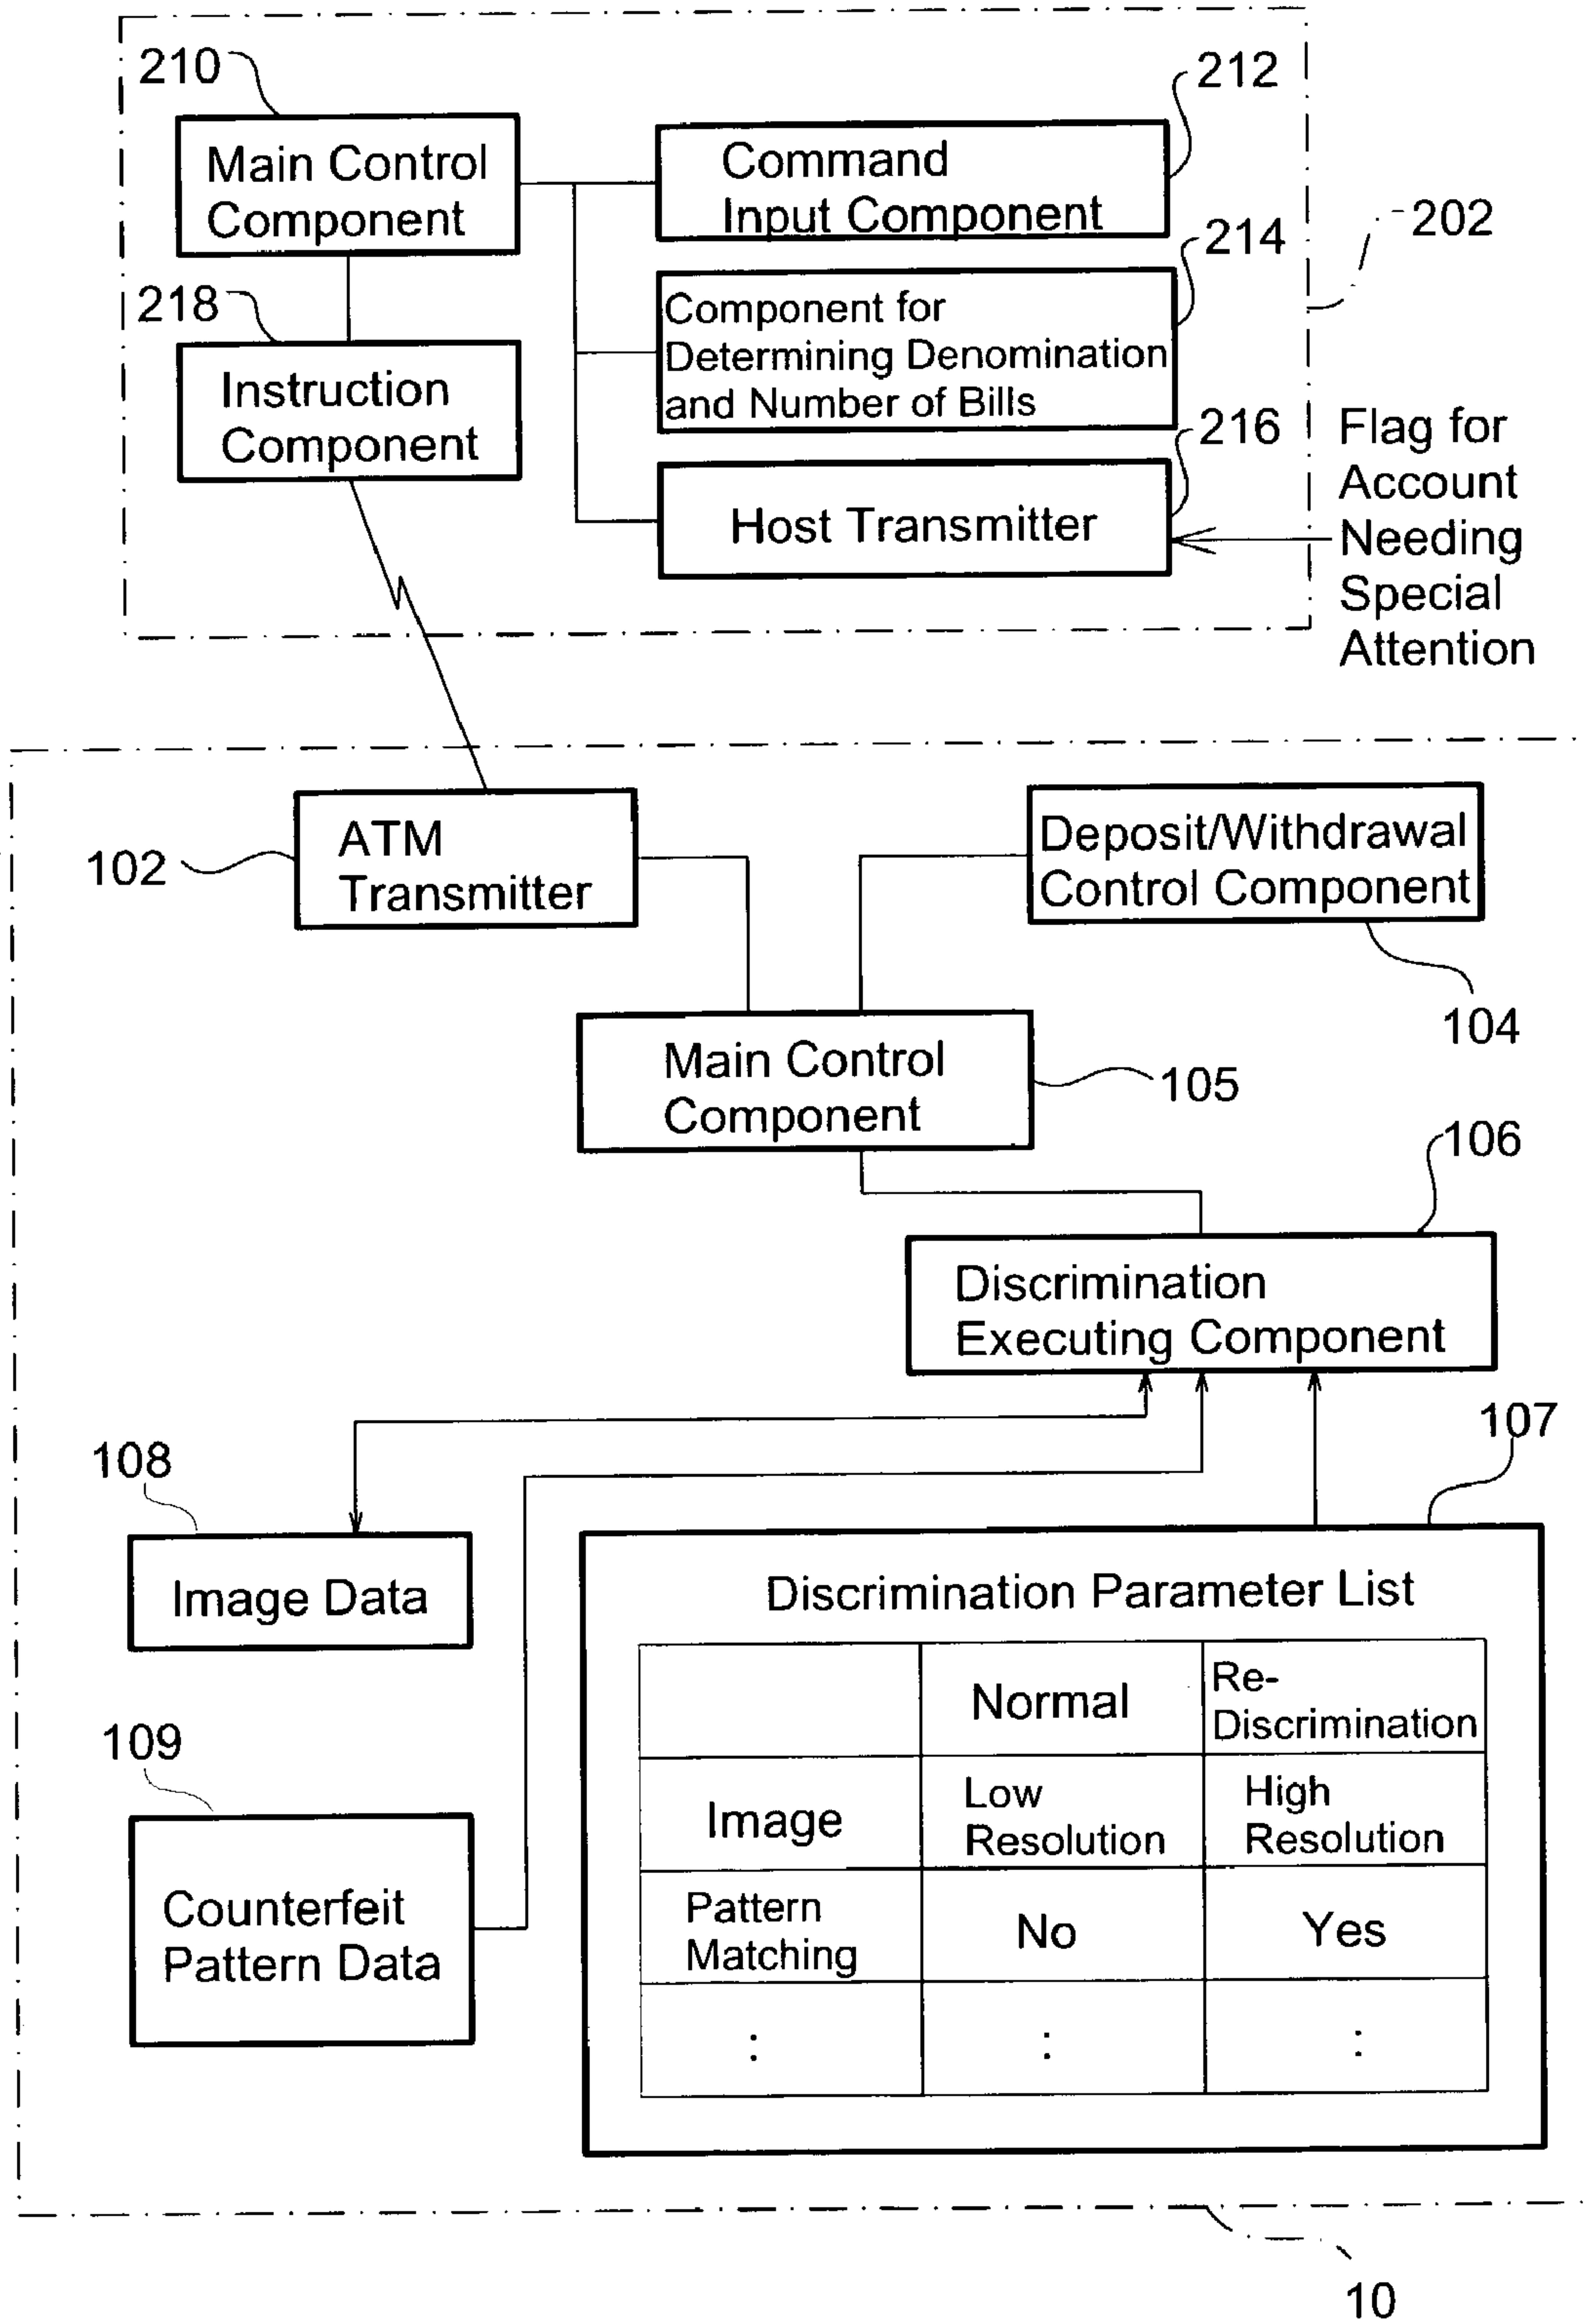 210
Main Control
Component
212
Command
Input Component
202
214
Component for
Determining Denomination
and Number of Bills
218
Instruction
Component
216
Host Transmitter
Flag for
Account
Needing
Special
Attention
102
ATM
Transmitter
Deposit/Withdrawal
Control Component
104
Main Control
Component
105
106
Discrimination
Executing Component
107
108
Image Data
109
Counterfeit
Pattern Data
Discrimination Parameter List
Normal
Re-
Discrimination
Image
Low
Resolution
High
Resolution
Pattern
Matching
No
Yes
:
:
:
10